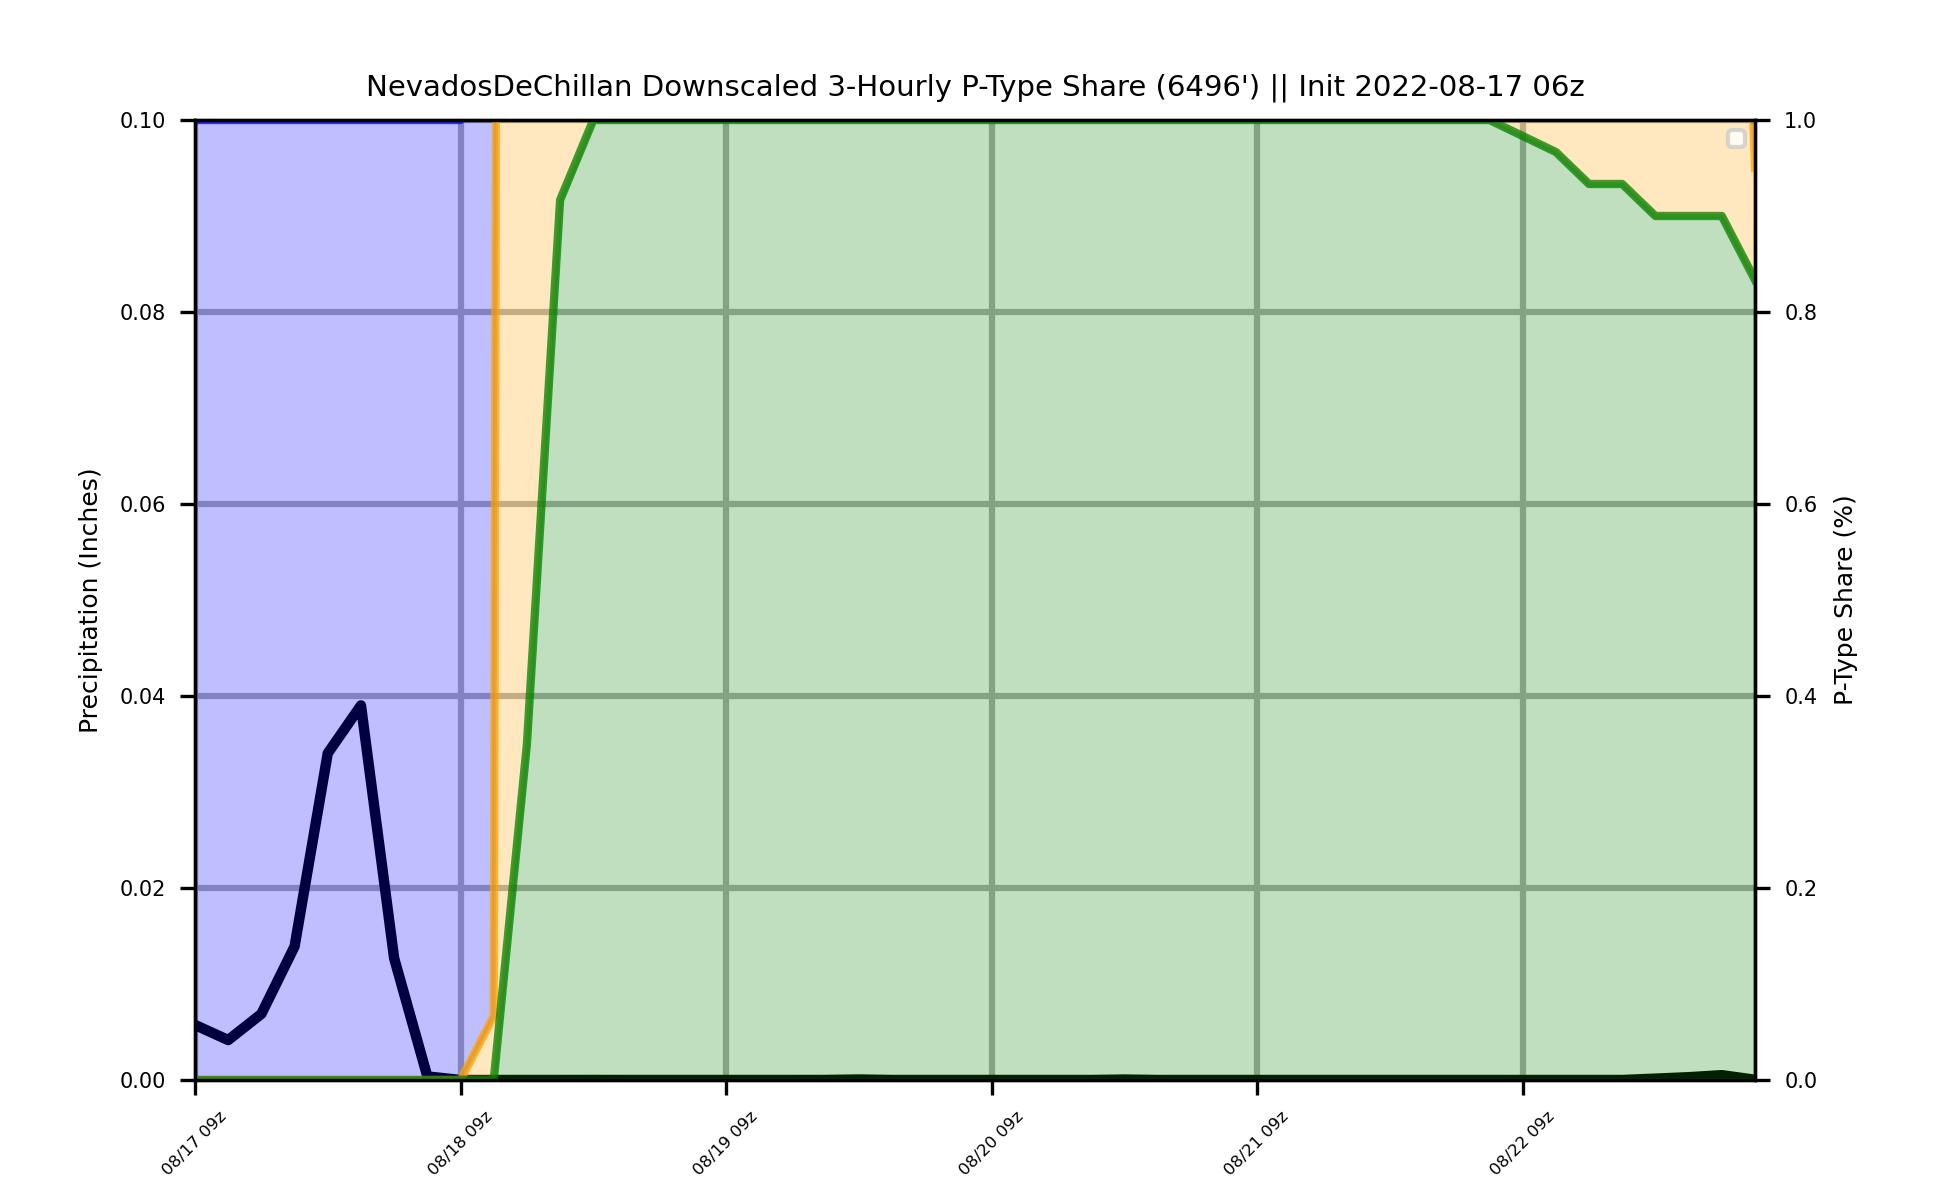 NevadosDeChillan Downscaled 3-Hourly P-Type Share (6496') || Init 2022-08-17 06z
0.10
0.08
0.06
0.04
0.02
0.00
Precipitation (Inches)
1.0
0.8
0.6
0.4
0.2
0.0
P-Type Share (%)
08/17 09z
08/18 09z
08/19 09z
08/20 09z
08/21 09z
08/22 09z